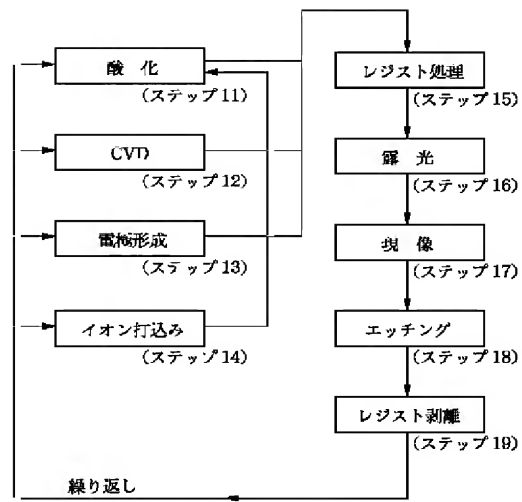 酸 化
(ステップ11)
CVD
(ステップ12)
電極形成
(ステップ13)
イオン打込み
(ステップ14)
レジスト処理
(ステップ15)
露 光
(ステップ16)
現 像
(ステップ17)
エッチング
(ステップ18)
レジスト剥離
(ステップ19)
繰り返し